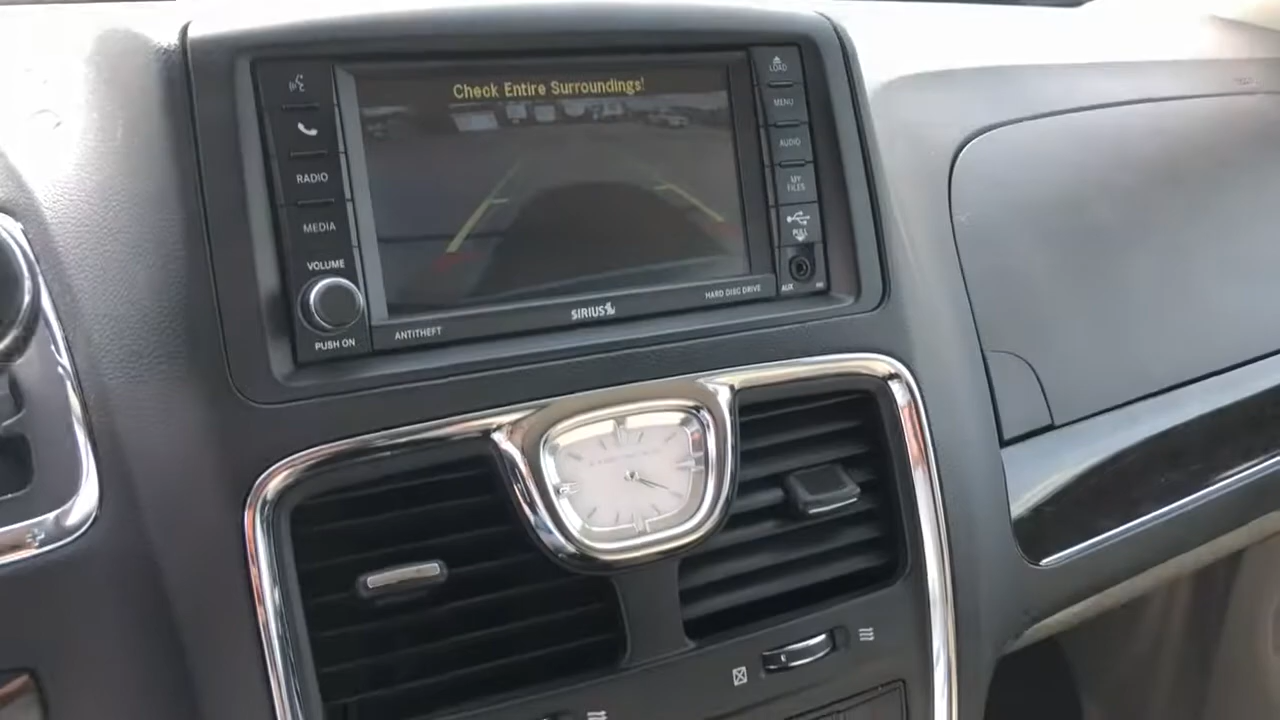 Check Entire Surroundings!
RADIO
MEDIA
VOLUME
PUSH ON
ANTITHEFT
SIRIUS
HARD DISC DRIVE
LOAD
MENU
AUDIO
MY
FILES
PULL
AUX